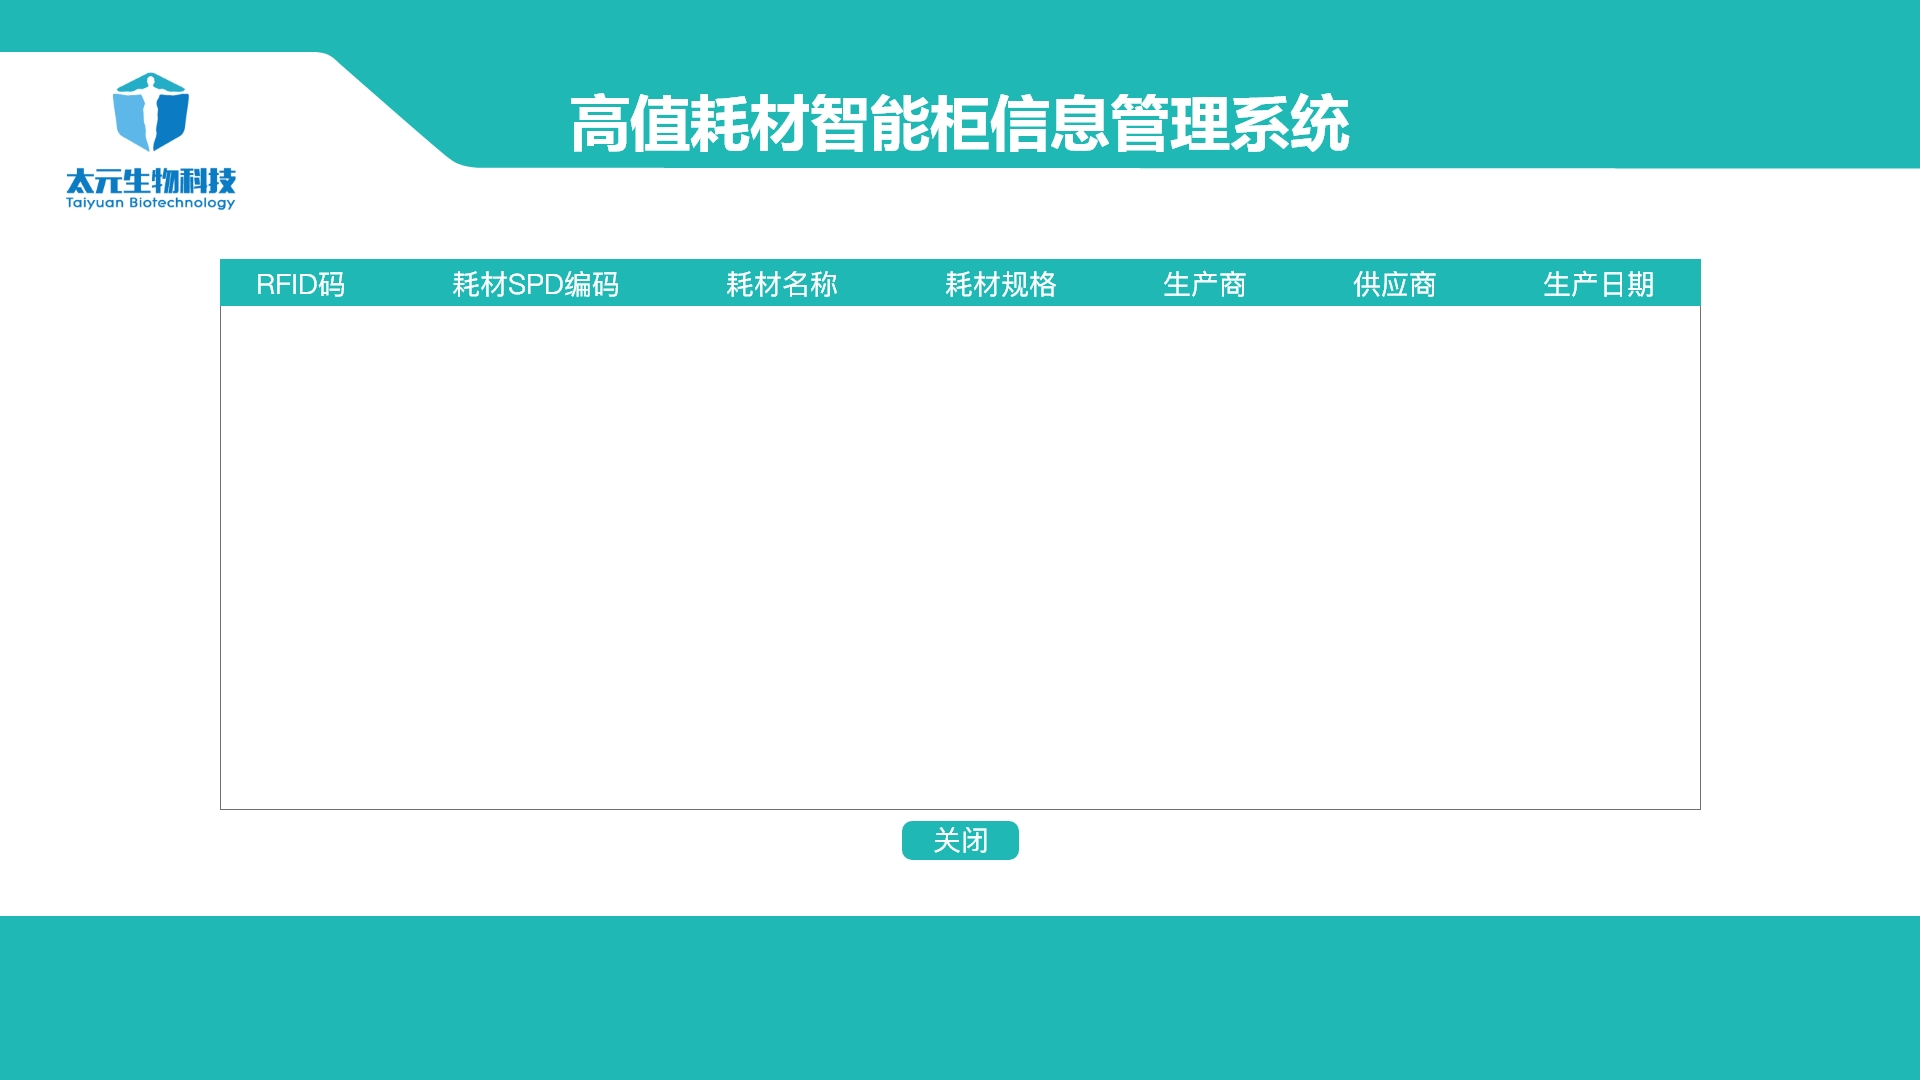 高值耗材智能柜信息管理系统
太元生物科技
Taiyuan Biotechnology
RFID码 耗材SPD编码 耗材名称 耗材规格 生产商 供应商 生产日期
关闭